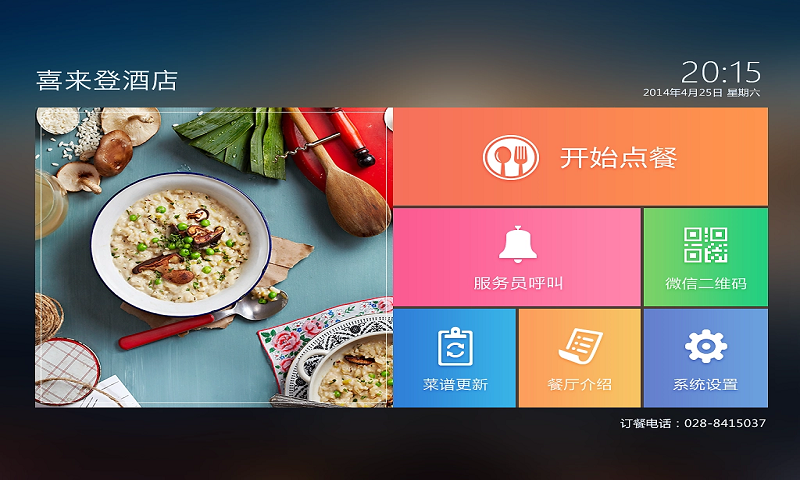 喜来登酒店
20:15
2014年4月25日 星期六
开始点餐
服务员呼叫
微信二维码
菜谱更新
餐厅介绍
系统设置
订餐电话：028-8415037